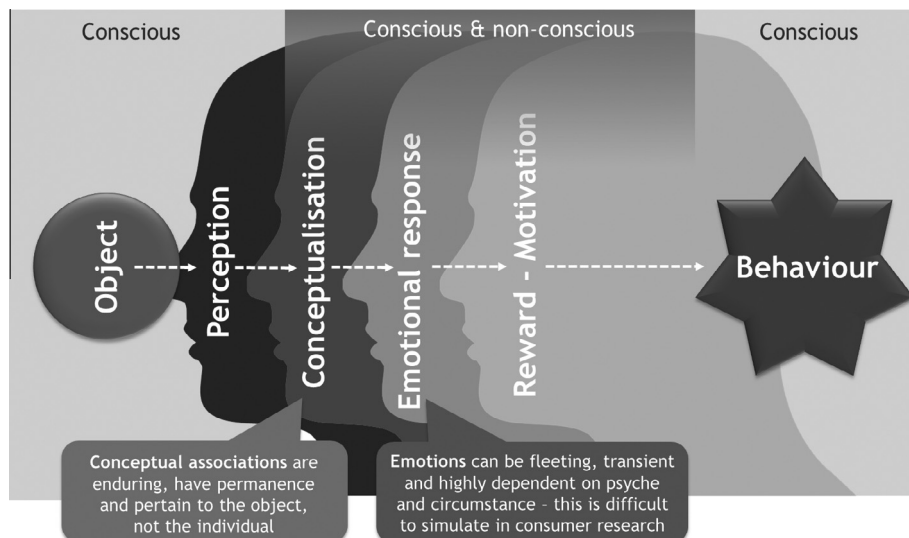 Conscious
Conscious & non-conscious
Conscious
Object
Perception
Conceptualisation
Emotional response
Reward - Motivation
Behaviour
Conceptual associations are
enduring, have permanence
and pertain to the object,
not the individual
Emotions can be fleeting, transient
and highly dependent on psyche
and circumstance – this is difficult
to simulate in consumer research